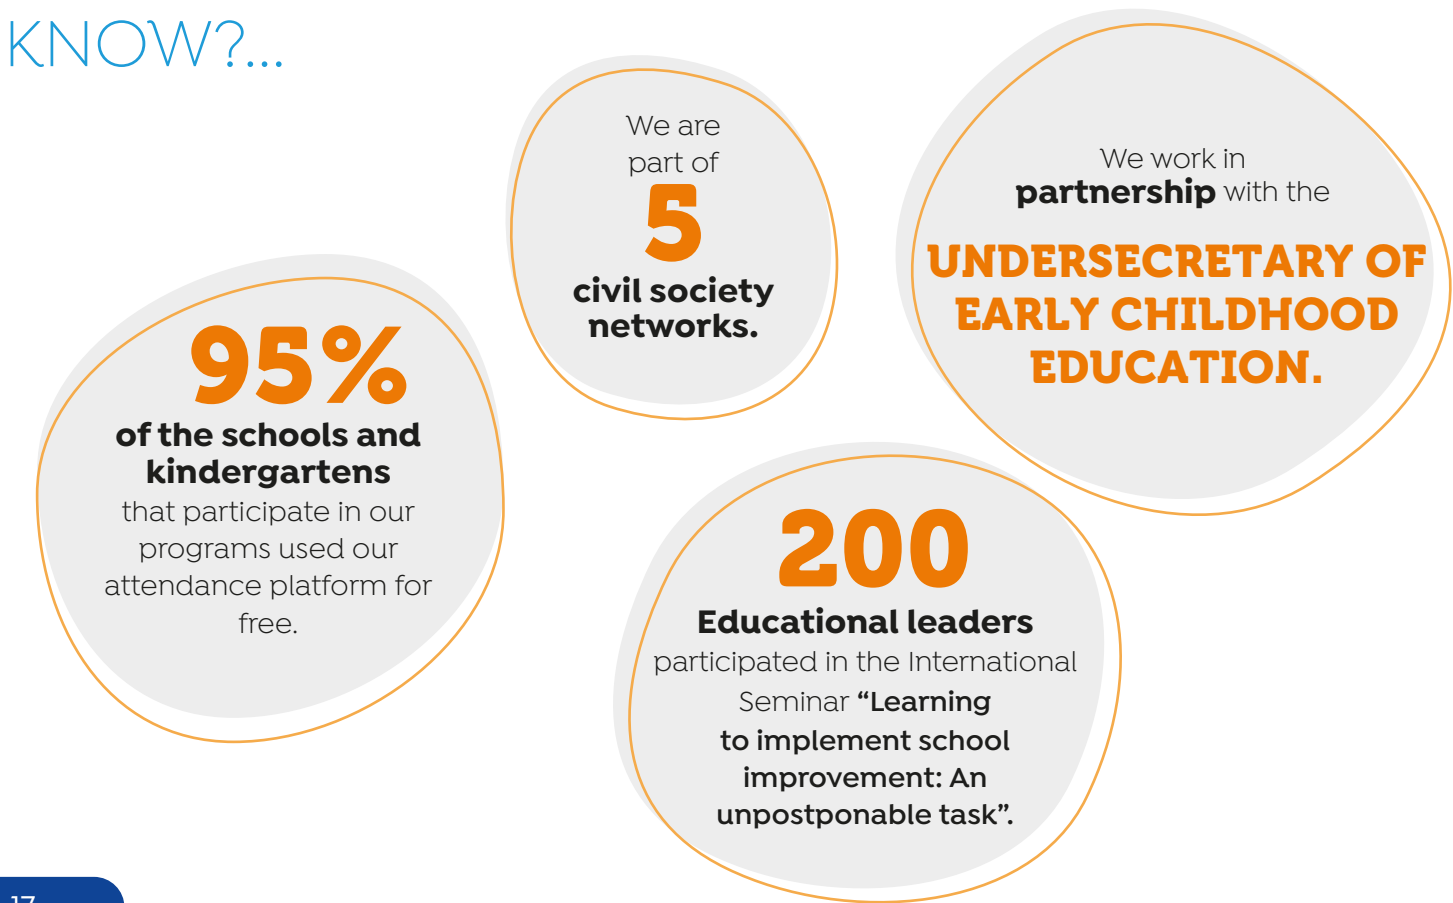 KNOW?...
We are
part of
5
civil society
networks.
We work in
partnership with the
UNDERSECRETARY OF
EARLY CHILDHOOD
EDUCATION.
95%
of the schools and
kindergartens
that participate in our
programs used our
attendance platform for
free.
200
Educational leaders
participated in the International
Seminar “Learning
to implement school
improvement: An
unpostponable task”.
17